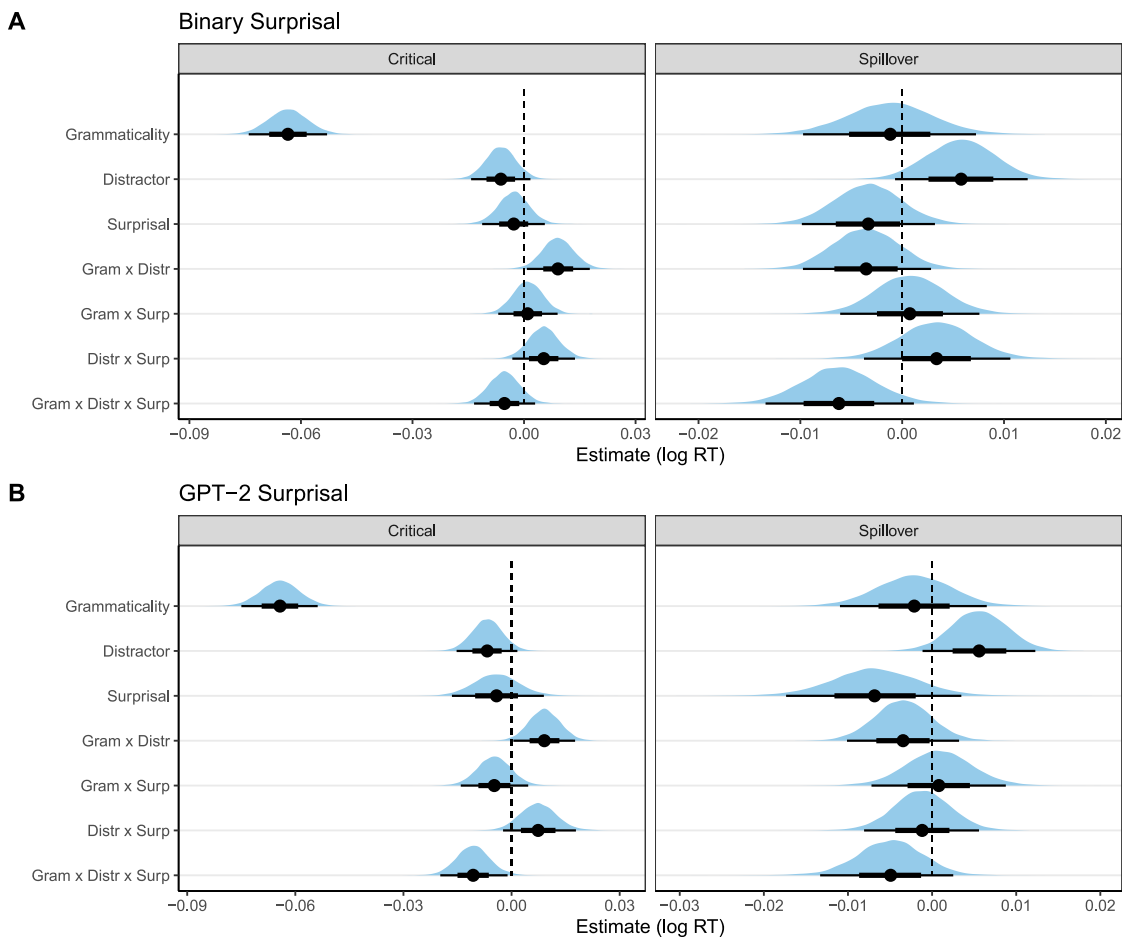 A
Binary Surprisal
Critical
Spillover
Grammaticality
Distractor
Surprisal
Gram x Distr
Gram x Surp
Distr x Surp
Gram x Distr x Surp
−0.09 −0.06 −0.03 0.00 0.03
−0.02 −0.01 0.00 0.01 0.02
Estimate (log RT)
B
GPT−2 Surprisal
Critical
Spillover
Grammaticality
Distractor
Surprisal
Gram x Distr
Gram x Surp
Distr x Surp
Gram x Distr x Surp
−0.09 −0.06 −0.03 0.00 0.03
−0.03 −0.02 −0.01 0.00 0.01 0.02
Estimate (log RT)